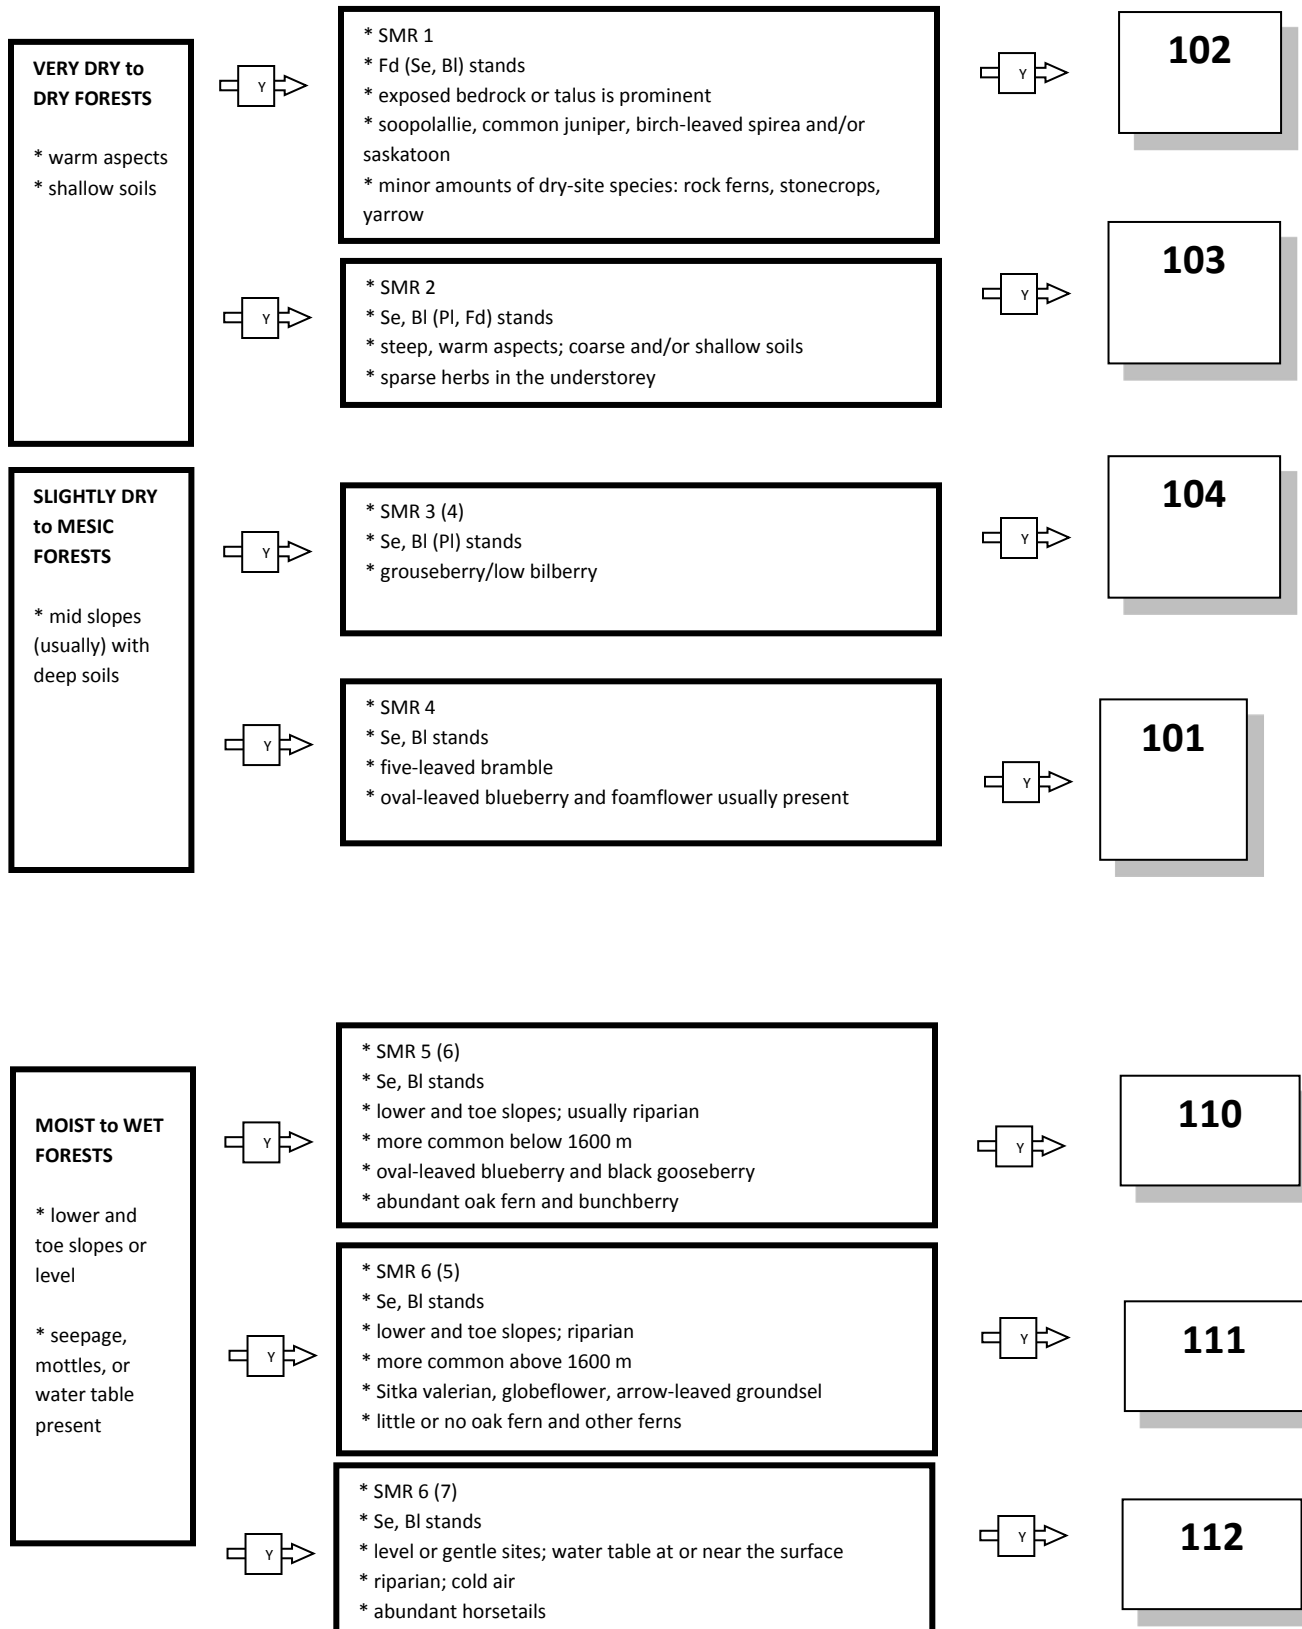 VERY DRY to
DRY FORESTS
* warm aspects
* shallow soils
Y
* SMR 1
* Fd (Se, Bl) stands
* exposed bedrock or talus is prominent
* soopolallie, common juniper, birch-leaved spirea and/or
saskatoon
* minor amounts of dry-site species: rock ferns, stonecrops,
yarrow
Y
102
Y
* SMR 2
* Se, Bl (Pl, Fd) stands
* steep, warm aspects; coarse and/or shallow soils
* sparse herbs in the understorey
Y
103
SLIGHTLY DRY
to MESIC
FORESTS
* mid slopes
(usually) with
deep soils
Y
* SMR 3 (4)
* Se, Bl (Pl) stands
* grouseberry/low bilberry
Y
104
Y
* SMR 4
* Se, Bl stands
* five-leaved bramble
* oval-leaved blueberry and foamflower usually present
Y
101
MOIST to WET
FORESTS
* lower and
toe slopes or
level
* seepage,
mottles, or
water table
present
Y
* SMR 5 (6)
* Se, Bl stands
* lower and toe slopes; usually riparian
* more common below 1600 m
* oval-leaved blueberry and black gooseberry
* abundant oak fern and bunchberry
Y
110
Y
* SMR 6 (5)
* Se, Bl stands
* lower and toe slopes; riparian
* more common above 1600 m
* Sitka valerian, globeflower, arrow-leaved groundsel
* little or no oak fern and other ferns
Y
111
Y
* SMR 6 (7)
* Se, Bl stands
* level or gentle sites; water table at or near the surface
* riparian; cold air
* abundant horsetails
Y
112